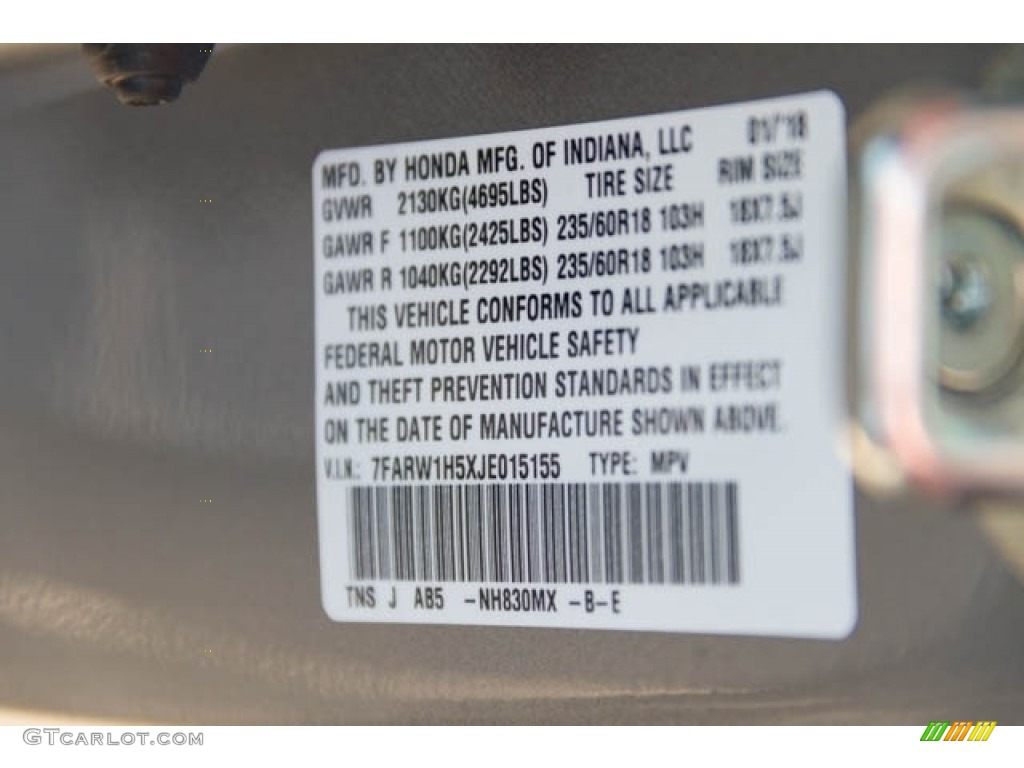 MFD. BY HONDA MFG. OF INDIANA, LLC 01/'18
GVWR 2130KG(4695LBS) TIRE SIZE RIM SIZE
GAWR F 1100KG(2425LBS) 235/60R18 103H 18X7.5J
GAWR R 1040KG(2292LBS) 235/60R18 103H 18X7.5J
THIS VEHICLE CONFORMS TO ALL APPLICABLE
FEDERAL MOTOR VEHICLE SAFETY
AND THEFT PREVENTION STANDARDS IN EFFECT
ON THE DATE OF MANUFACTURE SHOWN ABOVE.
V.I.N.: 7FARW1H5XJE015155 TYPE: MPV
TNS J AB5 -NH830MX -B-E
GTCARLOT.COM